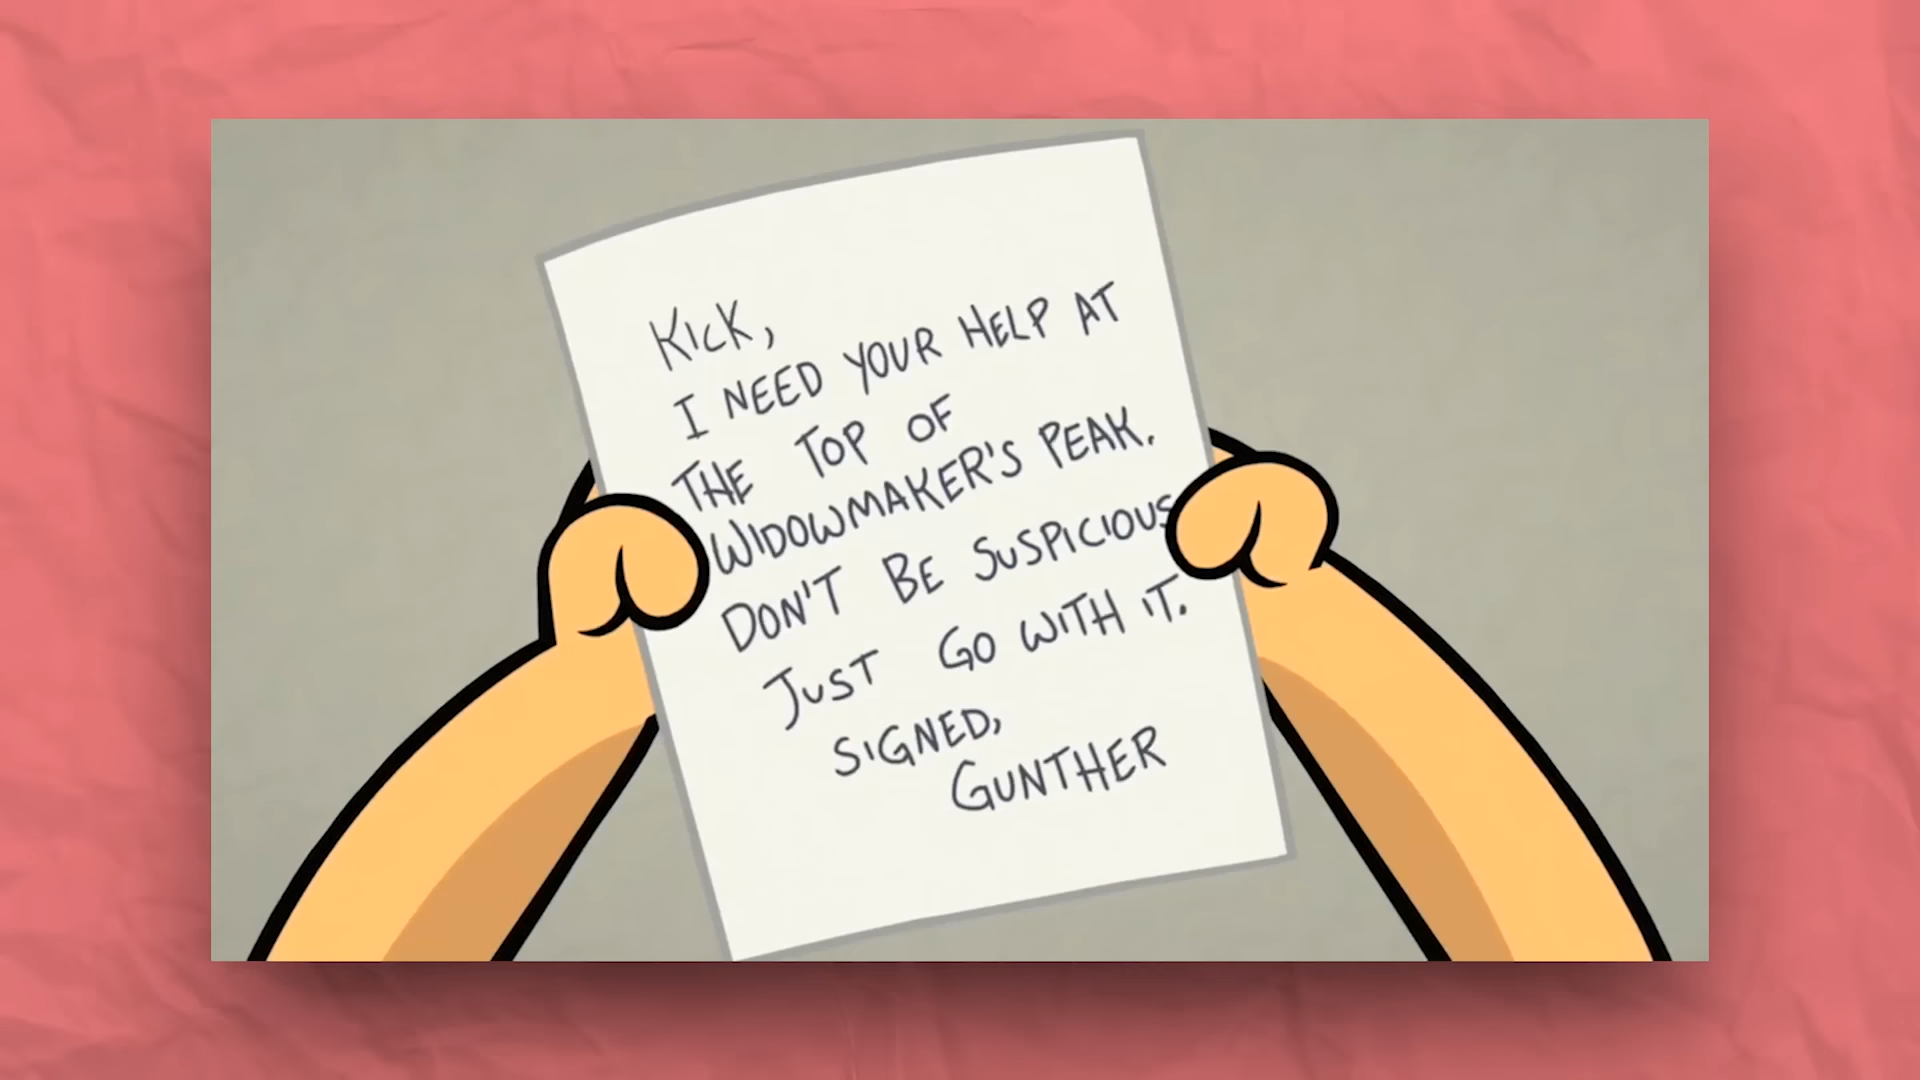 KICK,
I NEED YOUR HELP AT
THE TOP OF
WIDOWMAKER'S PEAK.
DON'T BE SUSPICIOUS
JUST GO WITH IT.
SIGNED,
GUNTHER